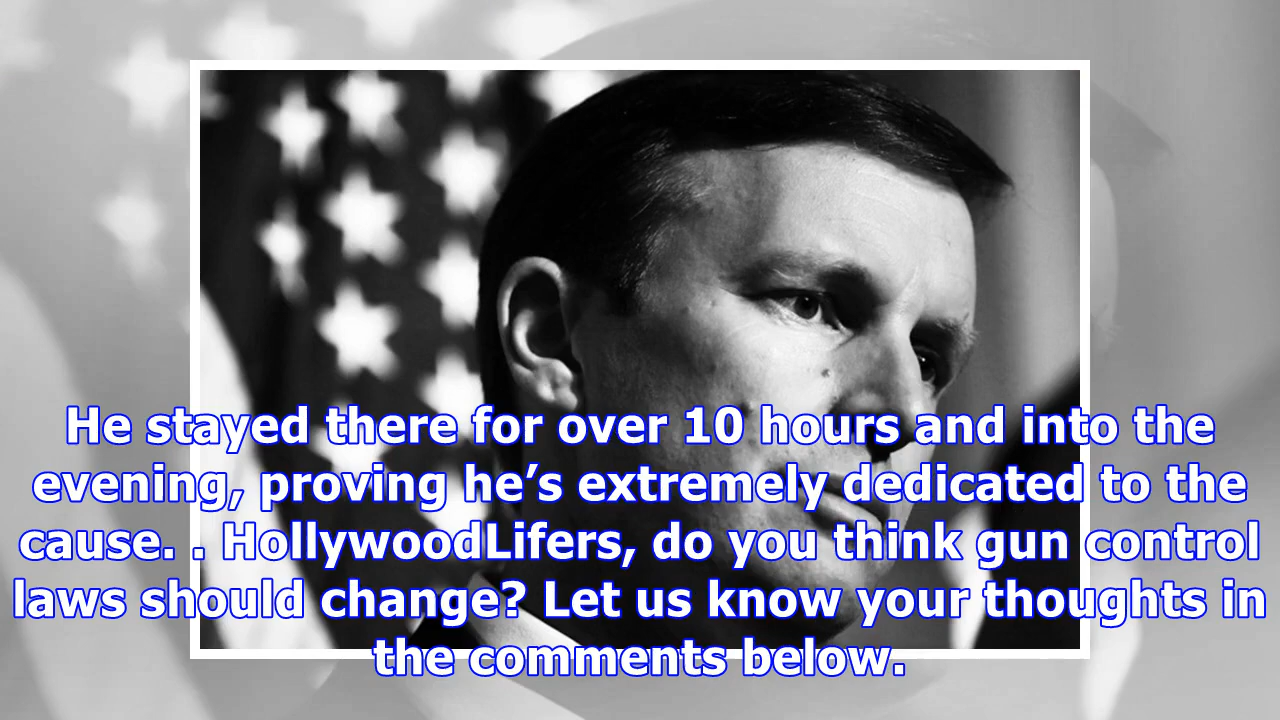 He stayed there for over 10 hours and into the
evening, proving he’s extremely dedicated to the
cause. . HollywoodLifers, do you think gun control
laws should change? Let us know your thoughts in
the comments below.